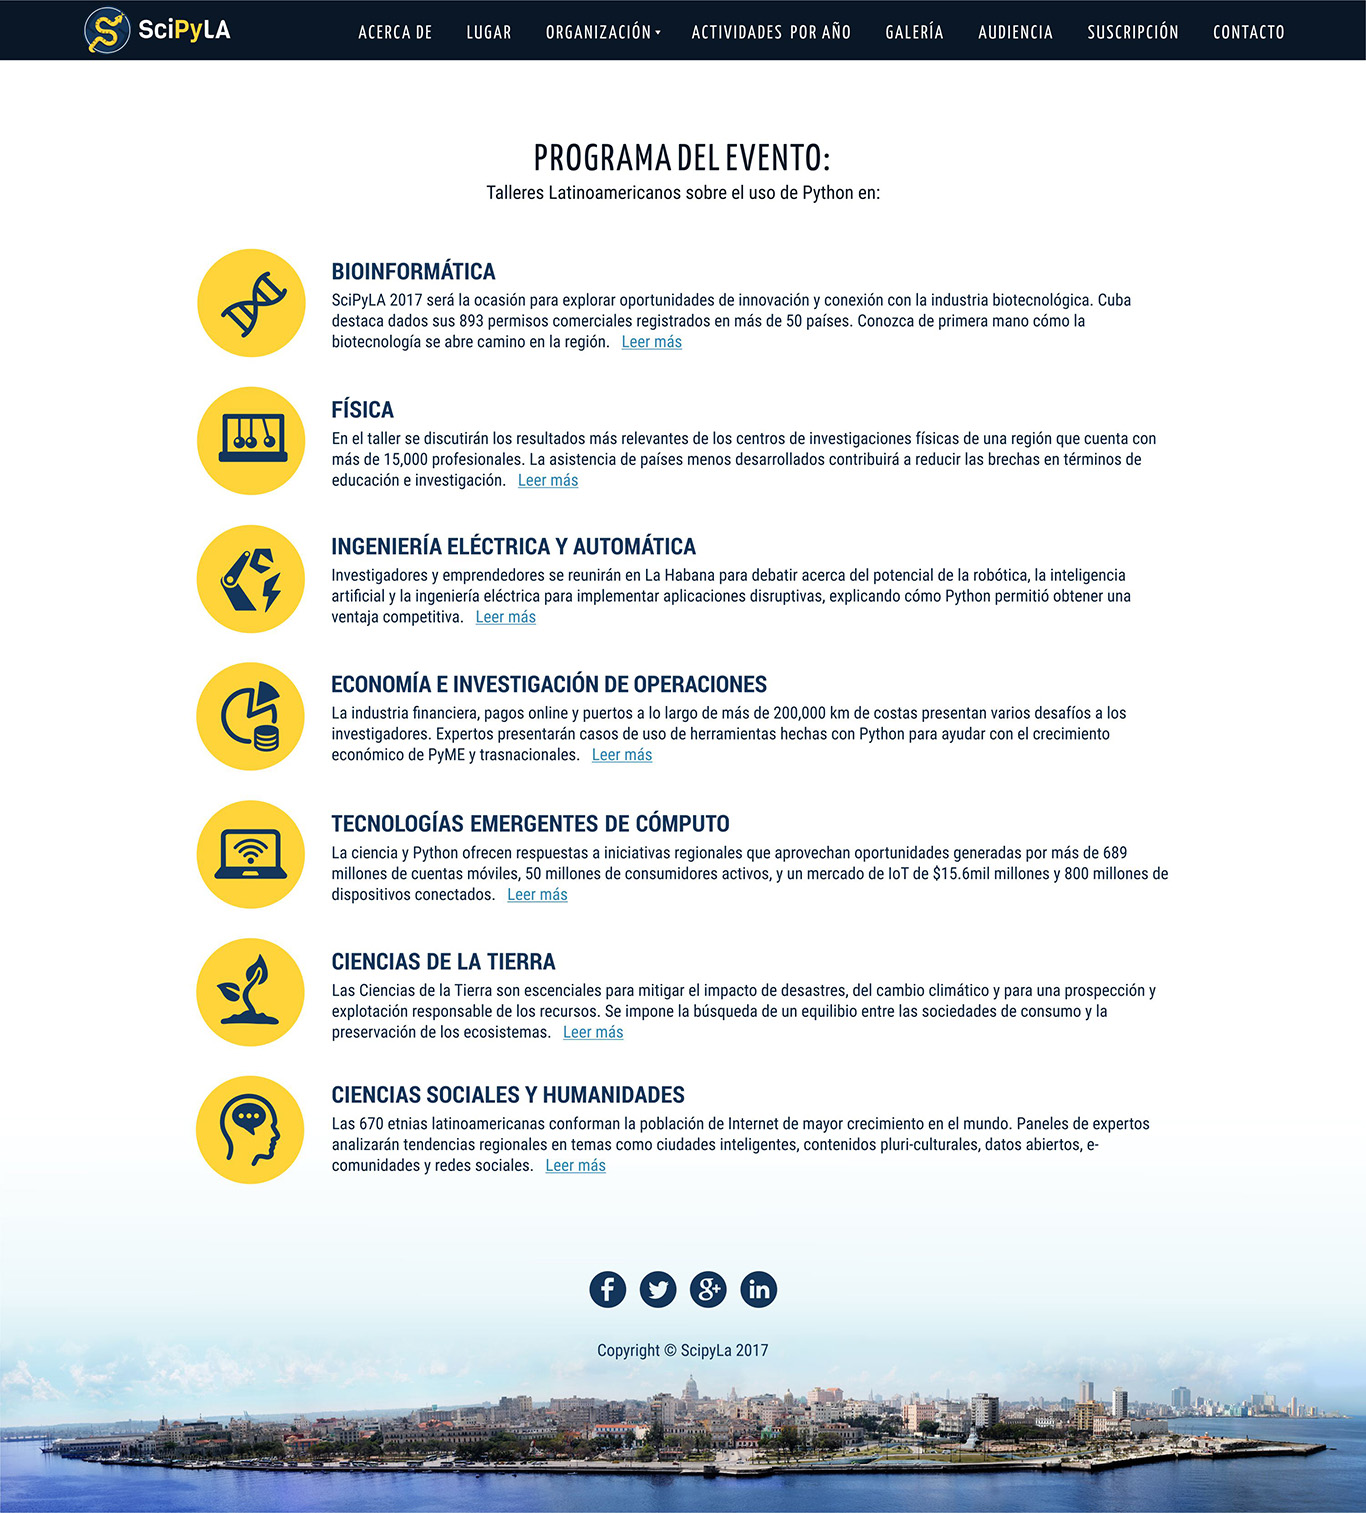 SciPyLA
ACERCA DE LUGAR ORGANIZACIÓN ACTIVIDADES POR AÑO GALERÍA AUDIENCIA SUSCRIPCIÓN CONTACTO
PROGRAMA DEL EVENTO:
Talleres Latinoamericanos sobre el uso de Python en:
BIOINFORMÁTICA
SciPyLA 2017 será la ocasión para explorar oportunidades de innovación y conexión con la industria biotecnológica. Cuba
destaca dados sus 893 permisos comerciales registrados en más de 50 países. Conozca de primera mano cómo la
biotecnología se abre camino en la región. Leer más
FÍSICA
En el taller se discutirán los resultados más relevantes de los centros de investigaciones físicas de una región que cuenta con
más de 15,000 profesionales. La asistencia de países menos desarrollados contribuirá a reducir las brechas en términos de
educación e investigación. Leer más
INGENIERÍA ELÉCTRICA Y AUTOMÁTICA
Investigadores y emprendedores se reunirán en La Habana para debatir acerca del potencial de la robótica, la inteligencia
artificial y la ingeniería eléctrica para implementar aplicaciones disruptivas, explicando cómo Python permitió obtener una
ventaja competitiva. Leer más
ECONOMÍA E INVESTIGACIÓN DE OPERACIONES
La industria financiera, pagos online y puertos a lo largo de más de 200,000 km de costas presentan varios desafíos a los
investigadores. Expertos presentarán casos de uso de herramientas hechas con Python para ayudar con el crecimiento
económico de PyME y trasnacionales. Leer más
TECNOLOGÍAS EMERGENTES DE CÓMPUTO
La ciencia y Python ofrecen respuestas a iniciativas regionales que aprovechan oportunidades generadas por más de 689
millones de cuentas móviles, 50 millones de consumidores activos, y un mercado de IoT de $15.6mil millones y 800 millones de
dispositivos conectados. Leer más
CIENCIAS DE LA TIERRA
Las Ciencias de la Tierra son escenciales para mitigar el impacto de desastres, del cambio climático y para una prospección y
explotación responsable de los recursos. Se impone la búsqueda de un equilibio entre las sociedades de consumo y la
preservación de los ecosistemas. Leer más
CIENCIAS SOCIALES Y HUMANIDADES
Las 670 etnias latinoamericanas conforman la población de Internet de mayor crecimiento en el mundo. Paneles de expertos
analizarán tendencias regionales en temas como ciudades inteligentes, contenidos pluri-culturales, datos abiertos, e-
comunidades y redes sociales. Leer más
f g+ in
Copyright © ScipyLa 2017